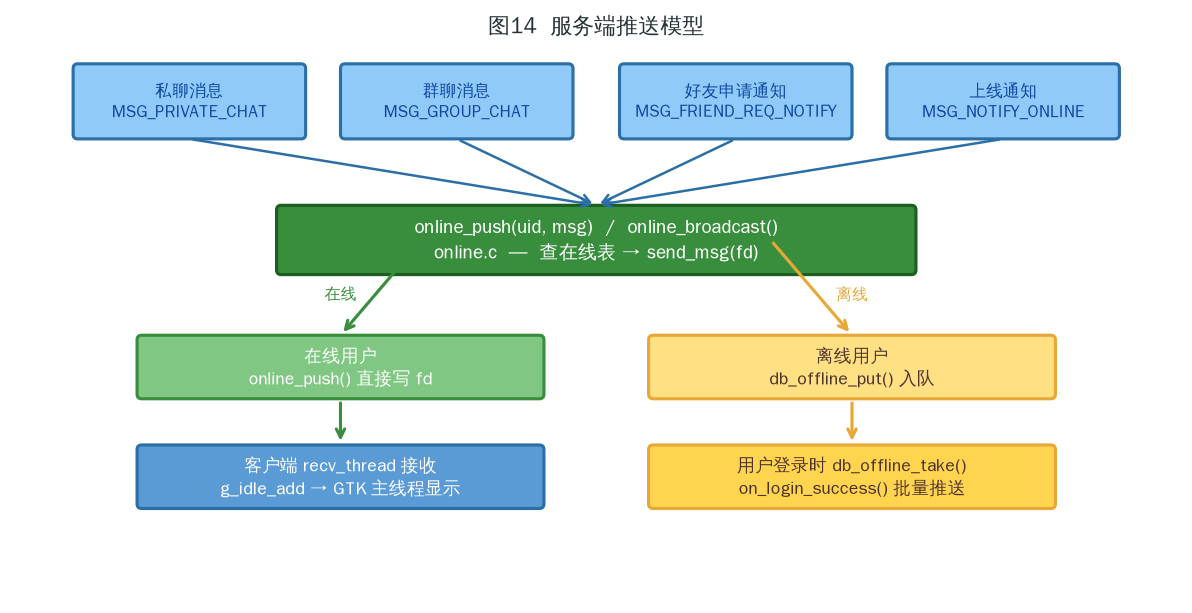 图14 服务端推送模型
私聊消息
MSG_PRIVATE_CHAT
群聊消息
MSG_GROUP_CHAT
好友申请通知
MSG_FRIEND_REQ_NOTIFY
上线通知
MSG_NOTIFY_ONLINE
online_push(uid, msg) / online_broadcast()
online.c — 查在线表 → send_msg(fd)
在线
离线
在线用户
online_push() 直接写 fd
离线用户
db_offline_put() 入队
客户端 recv_thread 接收
g_idle_add → GTK 主线程显示
用户登录时 db_offline_take()
on_login_success() 批量推送